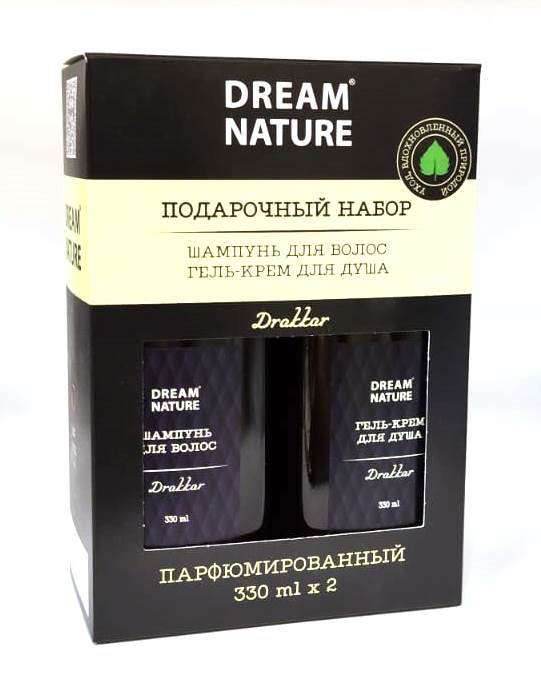 DREAM®
NATURE
УХОД, ВДОХНОВЛЕННЫЙ ПРИРОДОЙ
ПОДАРОЧНЫЙ НАБОР
ШАМПУНЬ ДЛЯ ВОЛОС
ГЕЛЬ-КРЕМ ДЛЯ ДУША
Drakkar
DREAM®
NATURE
DREAM®
NATURE
ШАМПУНЬ
ДЛЯ ВОЛОС
Drakkar
330 ml
DREAM®
NATURE
ГЕЛЬ-КРЕМ
ДЛЯ ДУША
Drakkar
330 ml
ПАРФЮМИРОВАННЫЙ
330 ml x 2